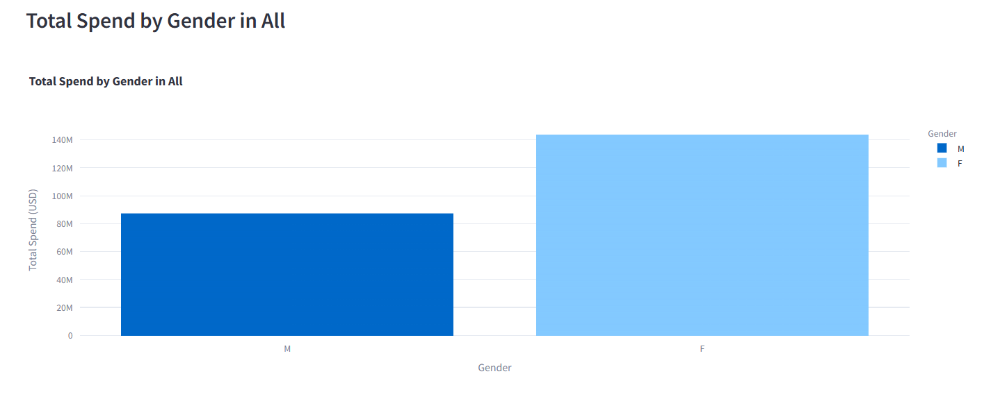 Total Spend by Gender in All
Total Spend by Gender in All
Gender
M
F
140M
120M
100M
80M
60M
40M
20M
0
Total Spend (USD)
M
F
Gender